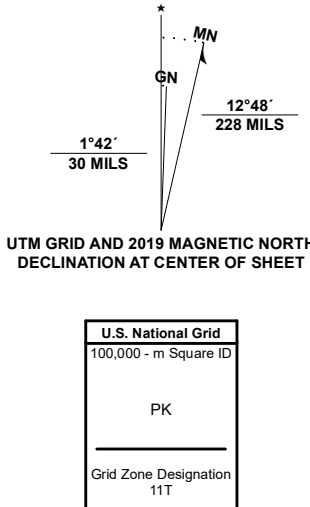 ★
MN
GN
1°42´
30 MILS
12°48´
228 MILS
UTM GRID AND 2019 MAGNETIC NORTH
DECLINATION AT CENTER OF SHEET
U.S. National Grid
100,000 - m Square ID
PK
Grid Zone Designation
11T